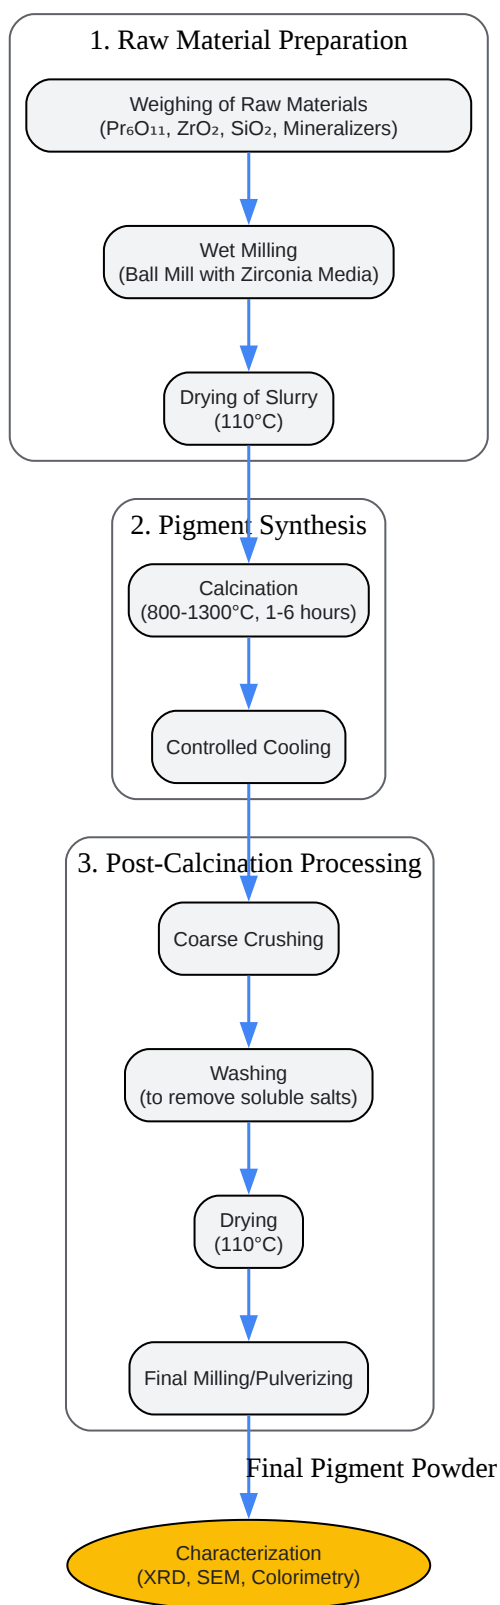 1. Raw Material Preparation
Weighing of Raw Materials
(Pr₆O₁₁, ZrO₂, SiO₂, Mineralizers)
Wet Milling
(Ball Mill with Zirconia Media)
Drying of Slurry
(110°C)
2. Pigment Synthesis
Calcination
(800-1300°C, 1-6 hours)
Controlled Cooling
3. Post-Calcination Processing
Coarse Crushing
Washing
(to remove soluble salts)
Drying
(110°C)
Final Milling/Pulverizing
Final Pigment Powder
Characterization
(XRD, SEM, Colorimetry)